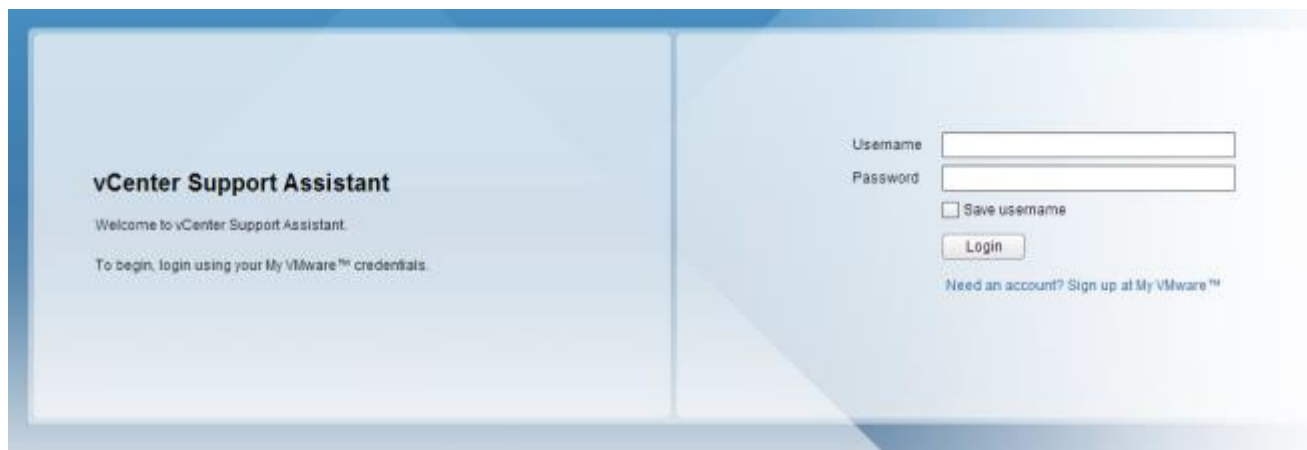 vCenter Support Assistant
Welcome to vCenter Support Assistant.
To begin, login using your My VMware™ credentials.
Username
Password
Save username
Login
Need an account? Sign up at My VMware™